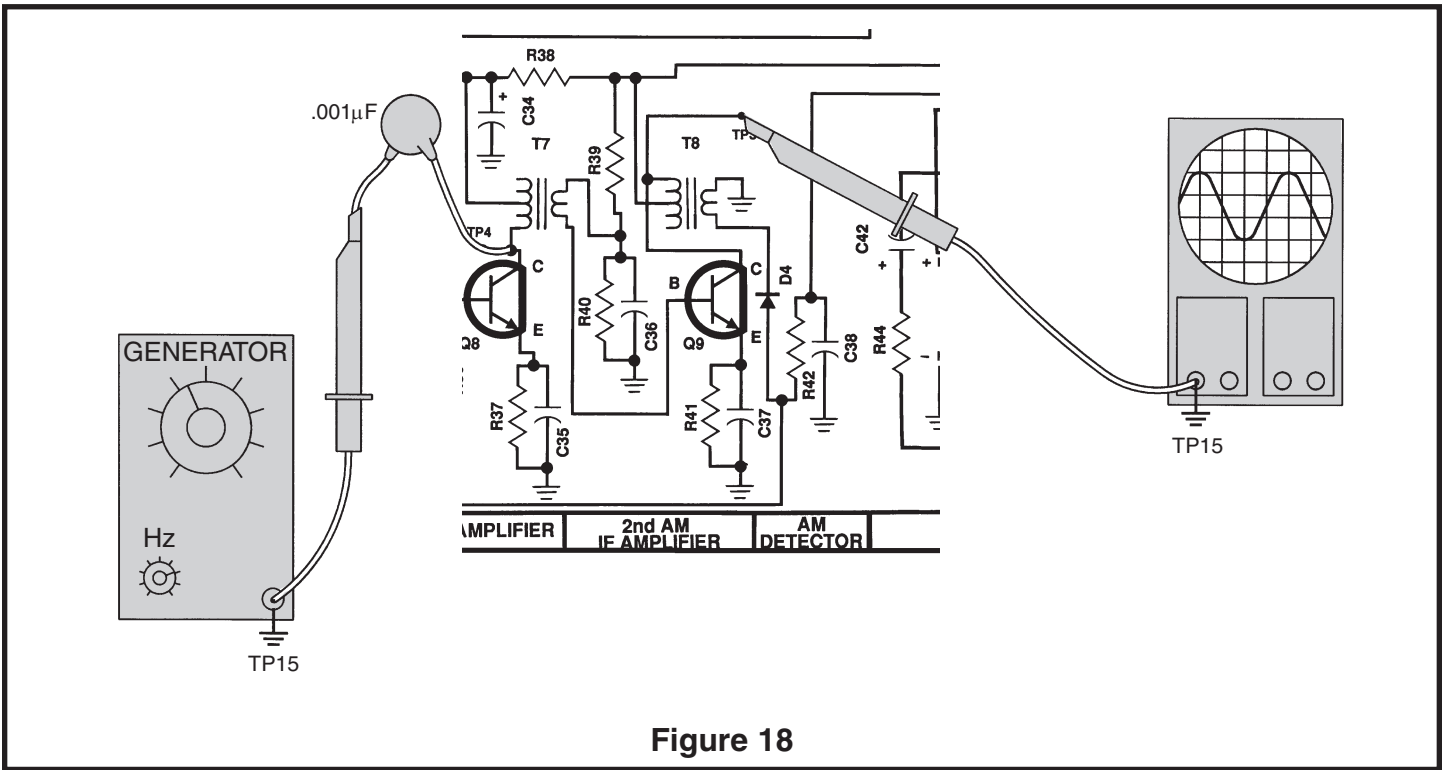 R38
.001µF
+
C34
T7
R39
T8
TP4
C
B
E
Q8
R40
C36
C
D4
Q9
E
R42
C38
C42
+
+
R44
R37
C35
R41
C37
GENERATOR
Hz
TP15
TP15
AMPLIFIER
2nd AM
IF AMPLIFIER
AM
DETECTOR
Figure 18